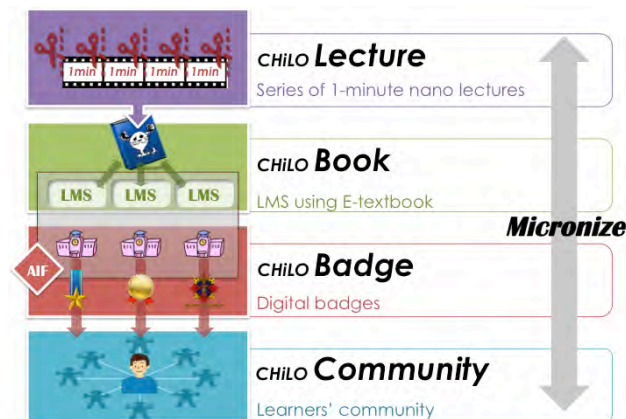 1min 1min 1min 1min
CHiLO Lecture
Series of 1-minute nano lectures
CHiLO Book
LMS LMS LMS
LMS using E-textbook
Micronize
AIF
CHiLO Badge
Digital badges
CHiLO Community
Learners' community